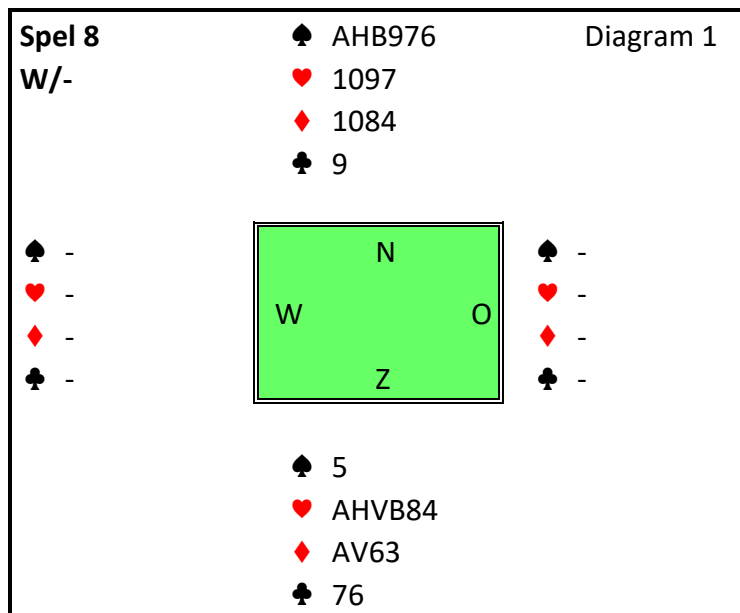 Spel 8 ♠ AHB976 Diagram 1
W/- ♥ 1097
♦ 1084
♣ 9
♠ - N ♠ -
♥ - ♥ -
W O
♦ - ♦ -
♣ - Z ♣ -
♠ 5
♥ AHVB84
♦ AV63
♣ 76